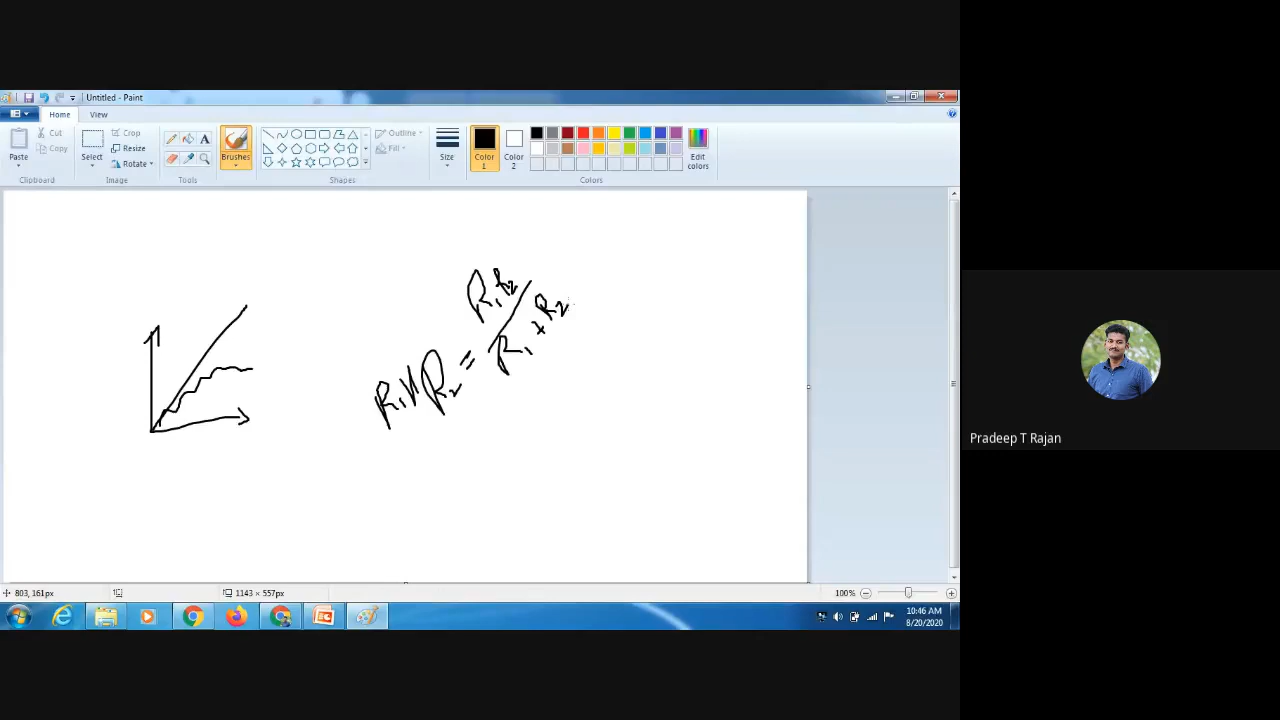 Untitled - Paint
Home View
Paste
Cut
Copy
Clipboard
Select
Crop
Resize
Rotate
Image
Tools
Brushes
Outline
Fill
Shapes
Size
Color 1
Color 2
Edit colors
Colors
R₁ \\ R₂ = R₁R₂ / R₁ + R₂
Pradeep T Rajan
803, 161px
1143 × 557px
100%
10:46 AM
8/20/2020